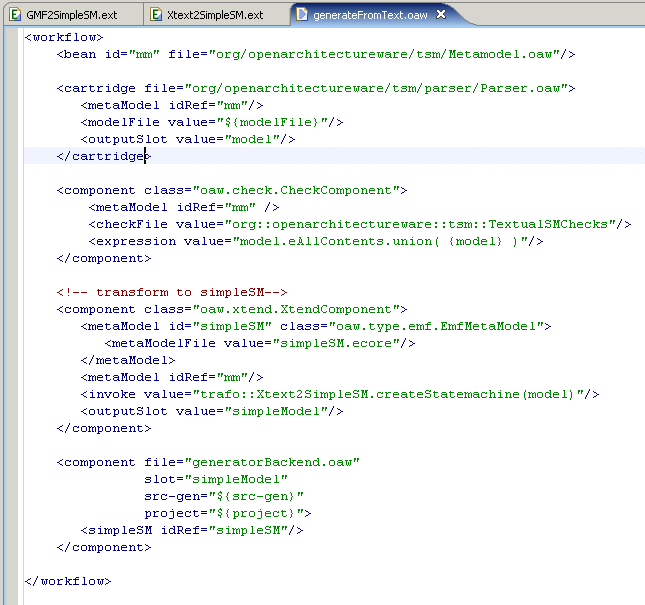 GMF2SimpleSM.ext
Xtext2SimpleSM.ext
generateFromText.oaw
<workflow>
<bean id="mm" file="org/openarchitectureware/tsm/Metamodel.oaw"/>
<cartridge file="org/openarchitectureware/tsm/parser/Parser.oaw">
<metaModel idRef="mm"/>
<modelFile value="${modelFile}"/>
<outputSlot value="model"/>
</cartridge>
<component class="oaw.check.CheckComponent">
<metaModel idRef="mm" />
<checkFile value="org::openarchitectureware::tsm::TextualSMChecks"/>
<expression value="model.eAllContents.union( {model} )"/>
</component>
<!-- transform to simpleSM-->
<component class="oaw.xtend.XtendComponent">
<metaModel id="simpleSM" class="oaw.type.emf.EmfMetaModel">
<metaModelFile value="simpleSM.ecore"/>
</metaModel>
<metaModel idRef="mm"/>
<invoke value="trafo::Xtext2SimpleSM.createStatemachine(model)"/>
<outputSlot value="simpleModel"/>
</component>
<component file="generatorBackend.oaw"
slot="simpleModel"
src-gen="${src-gen}"
project="${project}">
<simpleSM idRef="simpleSM"/>
</component>
</workflow>